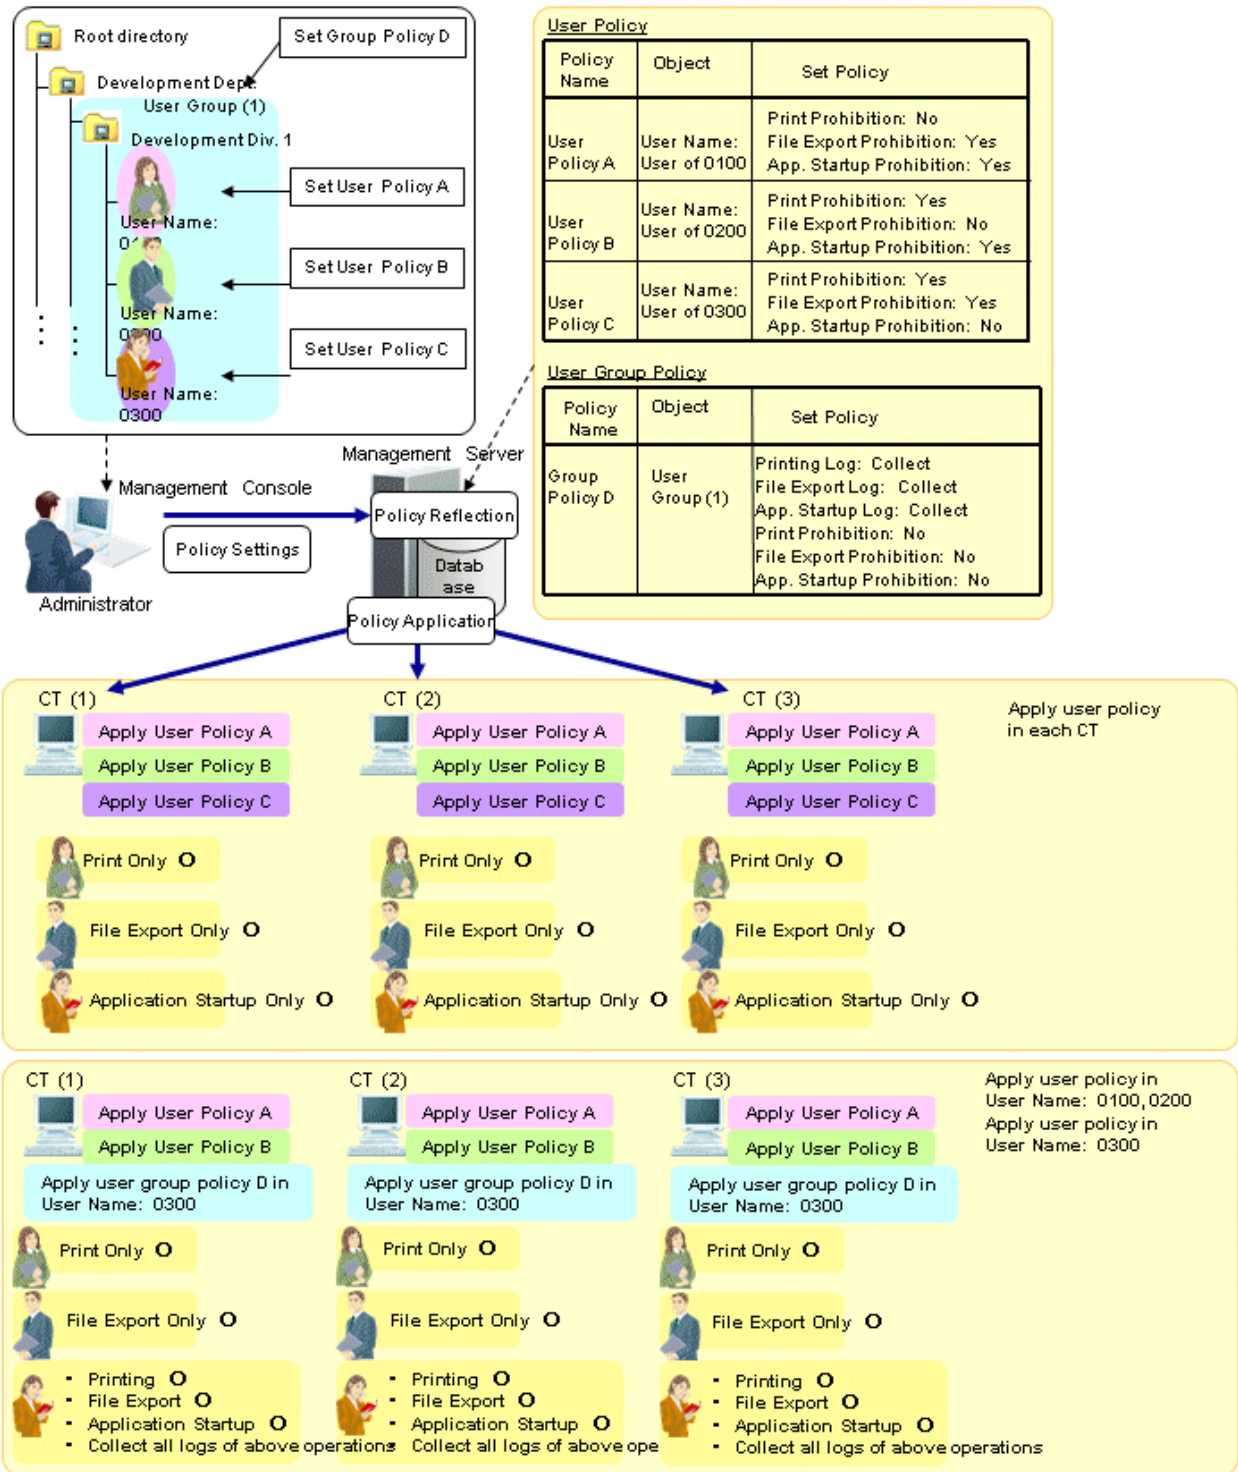 Root directory
Set Group Policy D
Development Dept.
User Group (1)
Development Div. 1
Set User Policy A
User Name:
Set User Policy B
User Name:
Set User Policy C
User Name:
0300
Management Console
Policy Settings
Administrator
Management Server
Policy Reflection
Datab
ase
Policy Application
User Policy
Policy
Name
Object
Set Policy
User
Policy A
User Name:
User of 0100
Print Prohibition: No
File Export Prohibition: Yes
App. Startup Prohibition: Yes
User
Policy B
User Name:
User of 0200
Print Prohibition: Yes
File Export Prohibition: No
App. Startup Prohibition: Yes
User
Policy C
User Name:
User of 0300
Print Prohibition: Yes
File Export Prohibition: Yes
App. Startup Prohibition: No
User Group Policy
Policy
Name
Object
Set Policy
Group
Policy D
User
Group (1)
Printing Log: Collect
File Export Log: Collect
App. Startup Log: Collect
Print Prohibition: No
File Export Prohibition: No
App. Startup Prohibition: No
CT (1)
Apply User Policy A
Apply User Policy B
Apply User Policy C
Print Only O
File Export Only O
Application Startup Only O
CT (2)
Apply User Policy A
Apply User Policy B
Apply User Policy C
Print Only O
File Export Only O
Application Startup Only O
CT (3)
Apply User Policy A
Apply User Policy B
Apply User Policy C
Print Only O
File Export Only O
Application Startup Only O
Apply user policy
in each CT
CT (1)
Apply User Policy A
Apply User Policy B
Apply user group policy D in
User Name: 0300
Print Only O
File Export Only O
- Printing O
- File Export O
- Application Startup O
- Collect all logs of above operations
CT (2)
Apply User Policy A
Apply User Policy B
Apply user group policy D in
User Name: 0300
Print Only O
File Export Only O
- Printing O
- File Export O
- Application Startup O
- Collect all logs of above ope
CT (3)
Apply User Policy A
Apply User Policy B
Apply user group policy D in
User Name: 0300
Print Only O
File Export Only O
- Printing O
- File Export O
- Application Startup O
- Collect all logs of above operations
Apply user policy in
User Name: 0100,0200
Apply user policy in
User Name: 0300